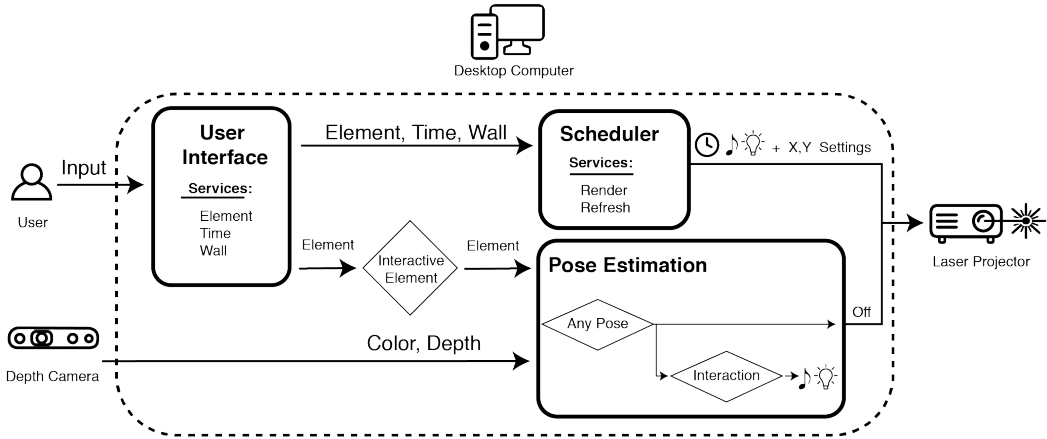 Desktop Computer
User
Interface
Services:
Element
Time
Wall
Input
User
Element, Time, Wall
Scheduler
Services:
Render
Refresh
+ X,Y Settings
Laser Projector
Element
Interactive
Element
Element
Pose Estimation
Any Pose
Interaction
Off
Color, Depth
Depth Camera